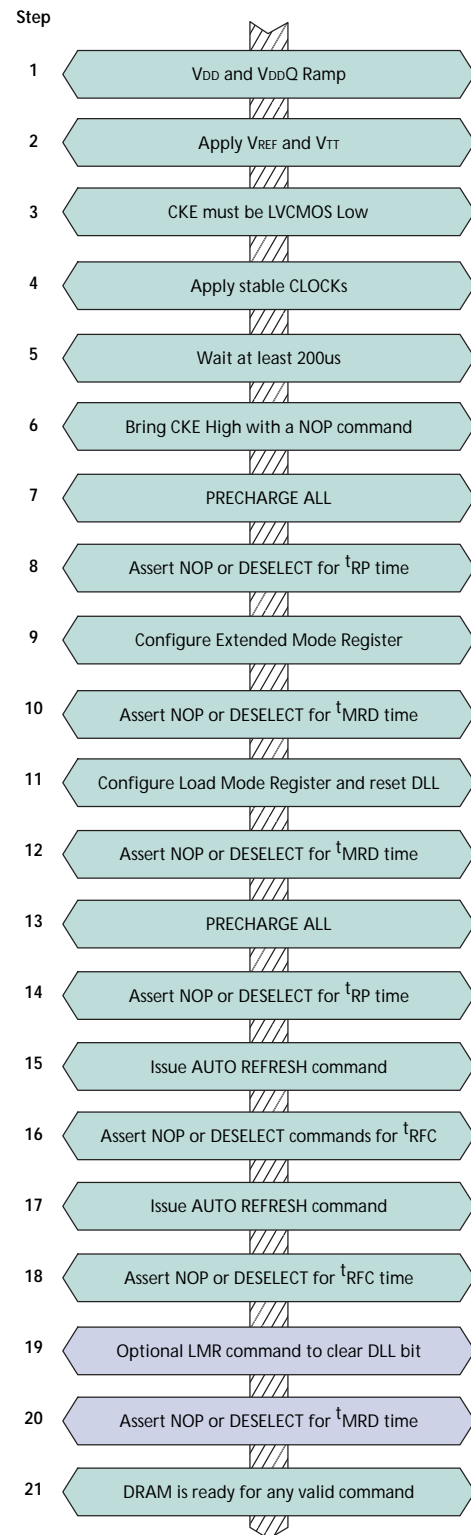 Step
1 VDD and VDDQ Ramp
2 Apply VREF and VTT
3 CKE must be LVCMOS Low
4 Apply stable CLOCKs
5 Wait at least 200us
6 Bring CKE High with a NOP command
7 PRECHARGE ALL
8 Assert NOP or DESELECT for tRP time
9 Configure Extended Mode Register
10 Assert NOP or DESELECT for tMRD time
11 Configure Load Mode Register and reset DLL
12 Assert NOP or DESELECT for tMRD time
13 PRECHARGE ALL
14 Assert NOP or DESELECT for tRP time
15 Issue AUTO REFRESH command
16 Assert NOP or DESELECT commands for tRFC
17 Issue AUTO REFRESH command
18 Assert NOP or DESELECT for tRFC time
19 Optional LMR command to clear DLL bit
20 Assert NOP or DESELECT for tMRD time
21 DRAM is ready for any valid command